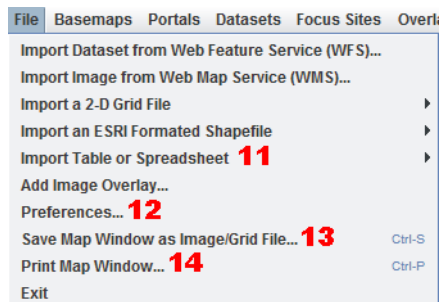 File Basemaps Portals Datasets Focus Sites Overl
Import Dataset from Web Feature Service (WFS)...
Import Image from Web Map Service (WMS)...
Import a 2-D Grid File
Import an ESRI Formated Shapefile
Import Table or Spreadsheet 11
Add Image Overlay...
Preferences... 12
Save Map Window as Image/Grid File... 13 Ctrl-S
Print Map Window... 14 Ctrl-P
Exit